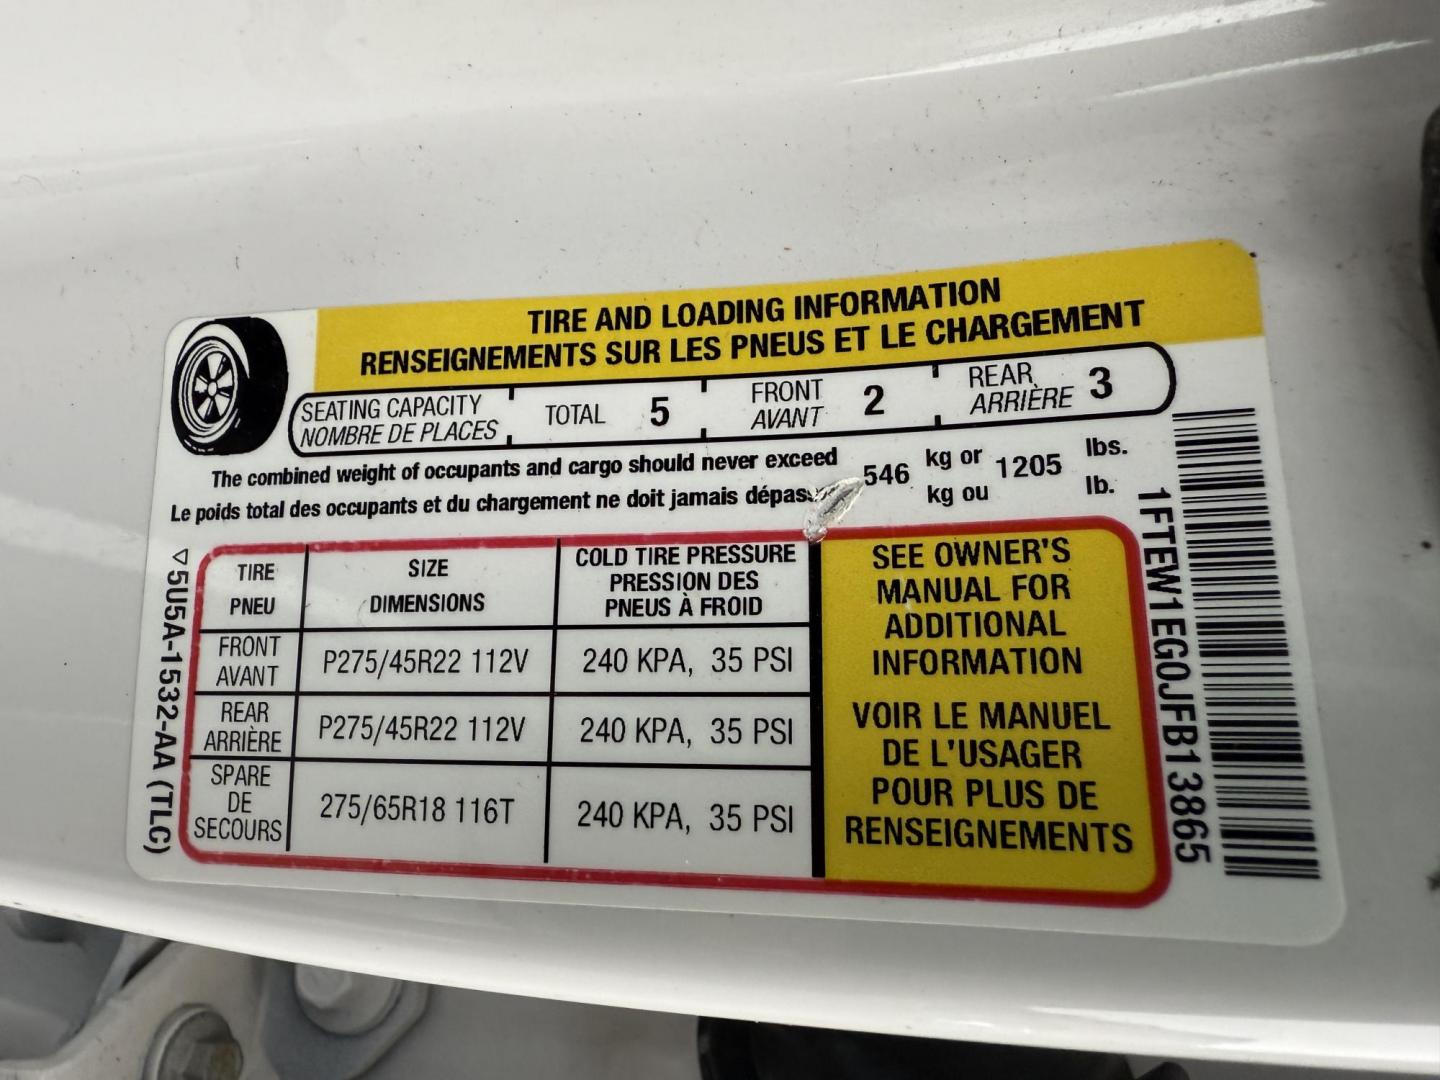 TIRE AND LOADING INFORMATION
RENSEIGNEMENTS SUR LES PNEUS ET LE CHARGEMENT
SEATING CAPACITY
NOMBRE DE PLACES
TOTAL 5
FRONT
AVANT
2
REAR
ARRIÈRE
3
The combined weight of occupants and cargo should never exceed
Le poids total des occupants et du chargement ne doit jamais
546
kg or
kg ou
1205
lbs.
lb.
TIRE
PNEU
SIZE
DIMENSIONS
COLD TIRE PRESSURE
PRESSION DES
PNEUS À FROID
FRONT
AVANT
P275/45R22 112V
240 KPA, 35 PSI
REAR
ARRIÈRE
P275/45R22 112V
240 KPA, 35 PSI
SPARE
DE
SECOURS
275/65R18 116T
240 KPA, 35 PSI
SEE OWNER'S
MANUAL FOR
ADDITIONAL
INFORMATION
VOIR LE MANUEL
DE L'USAGER
POUR PLUS DE
RENSEIGNEMENTS
5U5A-1532-AA (TLC)
1FTEW1EG0JFB13865